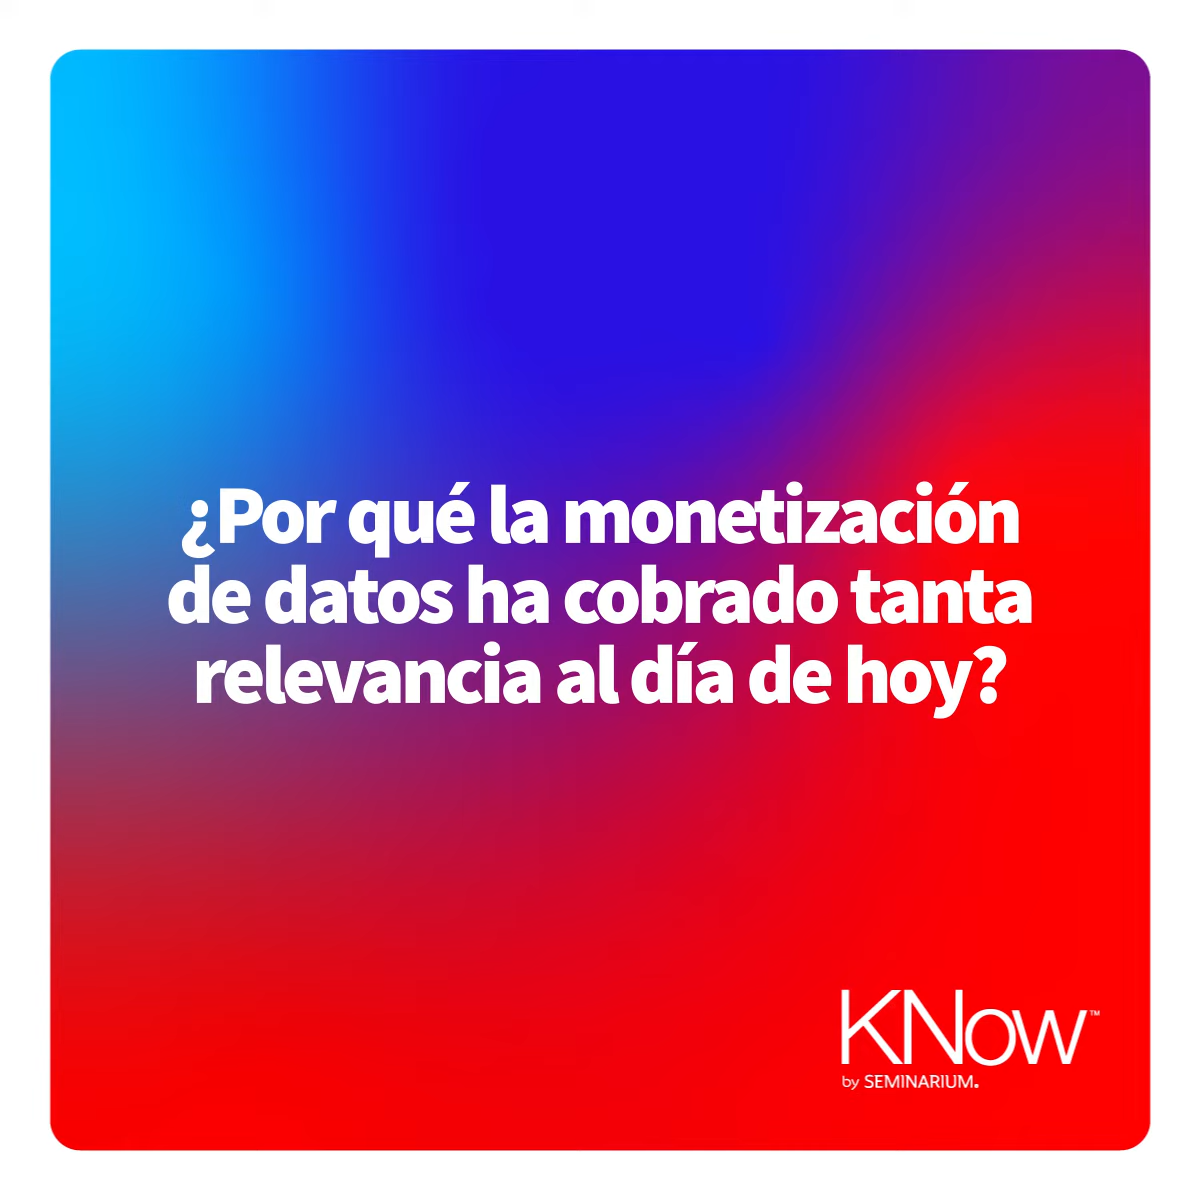 ¿Por qué la monetización
de datos ha cobrado tanta
relevancia al día de hoy?
KNow™
by SEMINARIUM.